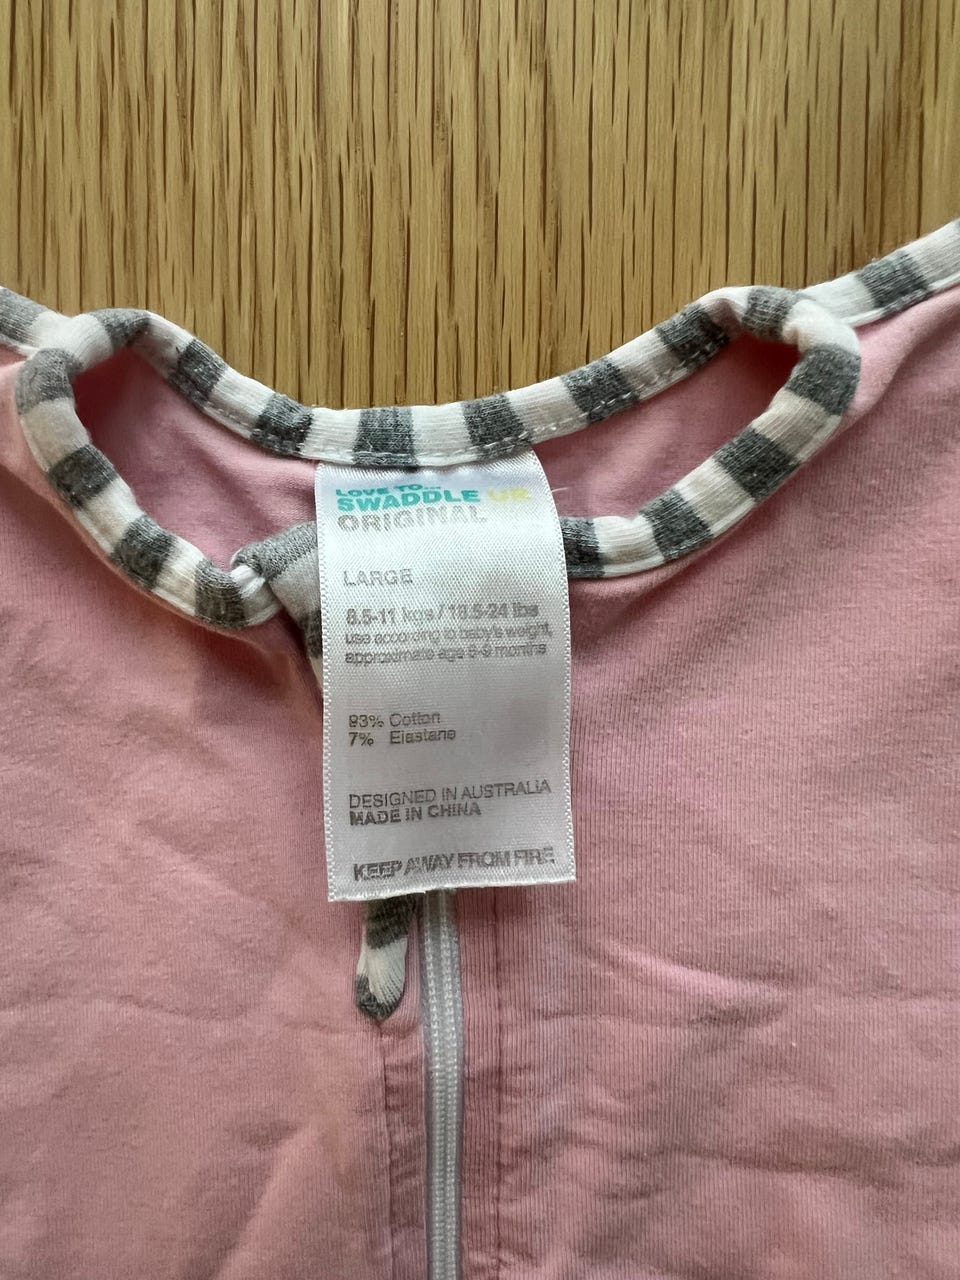 LOVE TO...
SWADDLE UP
ORIGINAL
LARGE
8.5-11 kgs / 18.5-24 lbs
use according to baby's weight,
approximate age 6-9 months
93% Cotton
7% Elastane
DESIGNED IN AUSTRALIA
MADE IN CHINA
KEEP AWAY FROM FIRE